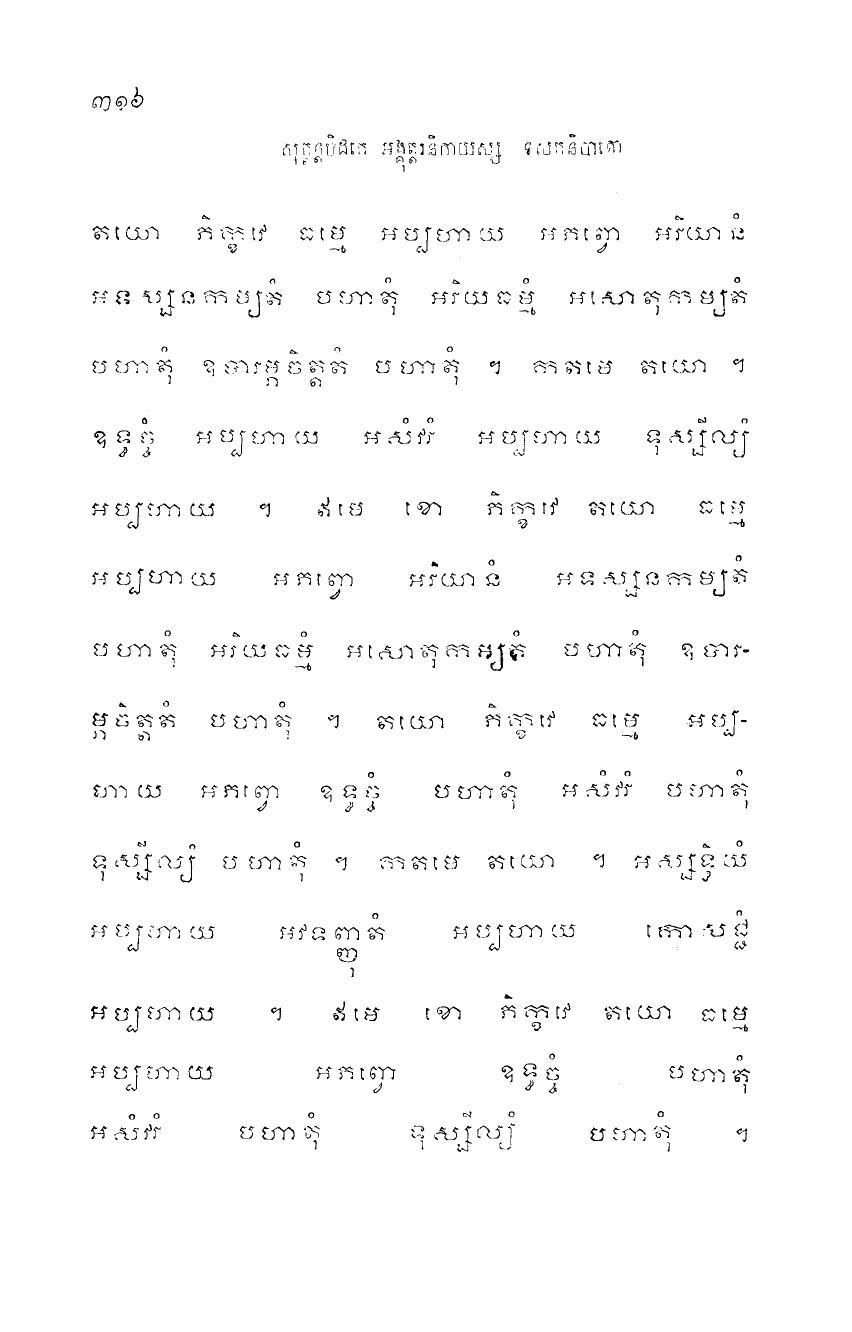 ៣១៦
សុត្តន្តបិដកេ អង្គុត្តរនិកាយស្ស ទសកនិបាតោ
តយោ ភិក្ខវេ ធម្មេ អប្បហាយ អភព្វោ អរិយានំ
អទស្សនកម្យតំ បហាតុំ អរិយធម្មំ អសោតុកម្យតំ
បហាតុំ ឧបារម្ភចិត្តតំ បហាតុំ ។ កតមេ តយោ ។
ឧទ្ធច្ចំ អប្បហាយ អសំវរំ អប្បហាយ ទុស្សីល្យំ
អប្បហាយ ។ ឥមេ ខោ ភិក្ខវេ តយោ ធម្មេ
អប្បហាយ អភព្វោ អរិយានំ អទស្សនកម្យតំ
បហាតុំ អរិយធម្មំ អសោតុកម្យតំ បហាតុំ ឧបារ-
ម្ភចិត្តតំ បហាតុំ ។ តយោ ភិក្ខវេ ធម្មេ អប្ប-
ហាយ អភព្វោ ឧទ្ធច្ចំ បហាតុំ អសំវរំ បហាតុំ
ទុស្សីល្យំ បហាតុំ ។ កតមេ តយោ ។ អស្សទ្ធិយំ
អប្បហាយ អវទញ្ញុតំ អប្បហាយ កោសជ្ជំ
អប្បហាយ ។ ឥមេ ខោ ភិក្ខវេ តយោ ធម្មេ
អប្បហាយ អភព្វោ ឧទ្ធច្ចំ បហាតុំ
អសំវរំ បហាតុំ ទុស្សីល្យំ បហាតុំ ។